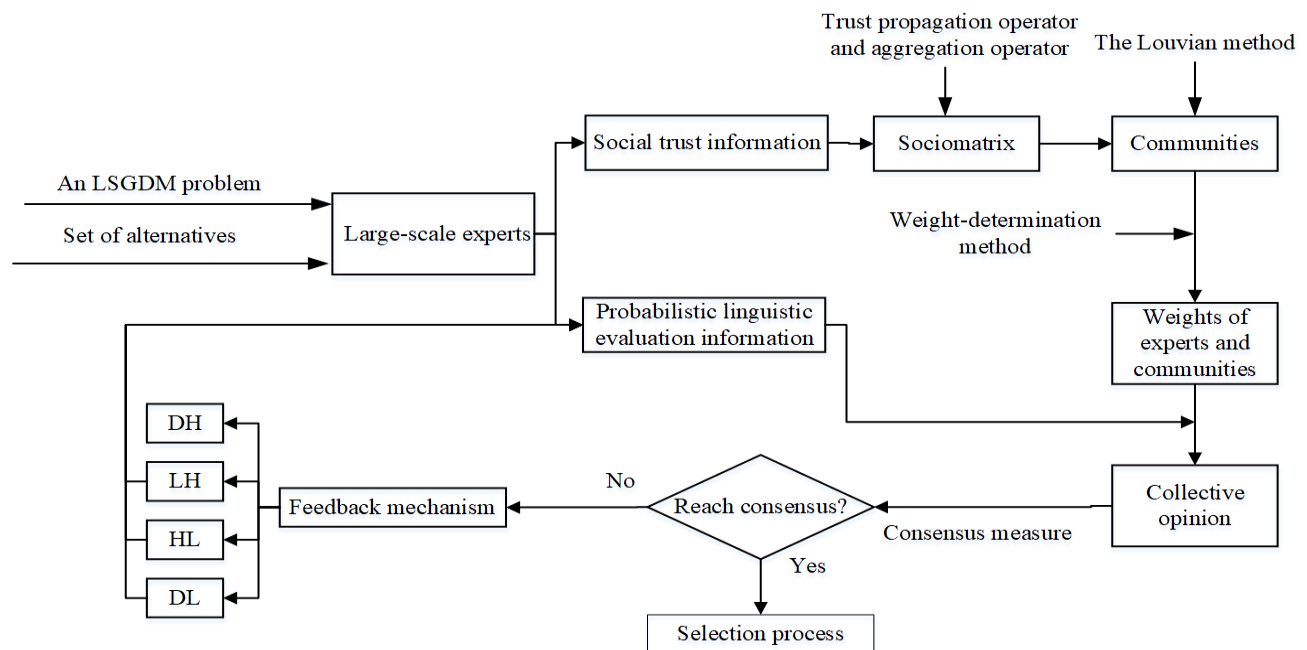 Trust propagation operator
and aggregation operator
The Louvian method
Social trust information
Sociomatrix
Communities
An LSGDM problem
Set of alternatives
Large-scale experts
Weight-determination
method
Probabilistic linguistic
evaluation information
Weights of
experts and
communities
DH
LH
HL
DL
Feedback mechanism
No
Reach consensus?
Yes
Consensus measure
Collective
opinion
Selection process